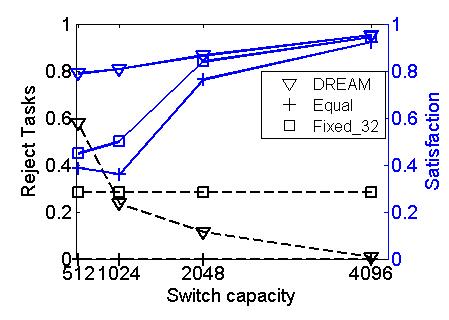 1 1
0.8 0.8
DREAM
Equal
Fixed_32
0.6 0.6
0.4 0.4
0.2 0.2
0 0
512 1024 2048 4096
Switch capacity
Reject Tasks
Satisfaction